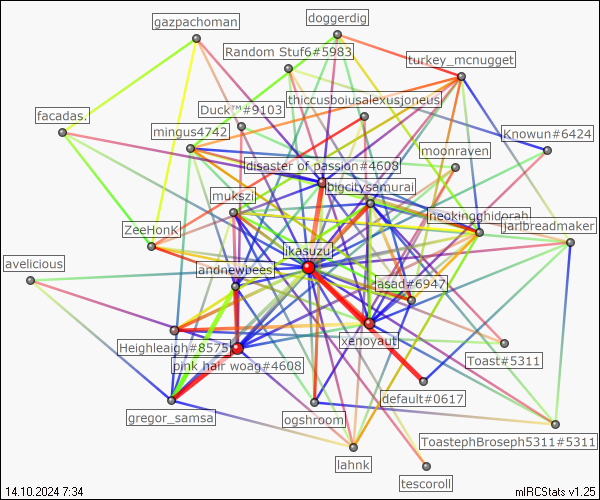 doggerdig
gazpachoman
Random Stuf6#5983
turkey_mcnugget
thiccusboiusalexusjoneus
Duck™#9103
facadas.
mingus4742
Knowun#6424
moonraven
disaster of passion#4608
bigcitysamurai
mukszi
neokingghidorah
jarlbreadmaker
ZeeHonK
ikasuzu
avelicious
andnewbees
asad#6947
Heighleaigh#8575
xenoyaut
Toast#5311
pink hair woag#4608
default#0617
gregor_samsa
ogshroom
ToastephBroseph5311#5311
lahnk
tescoroll
14.10.2024 7:34
mIRCStats v1.25